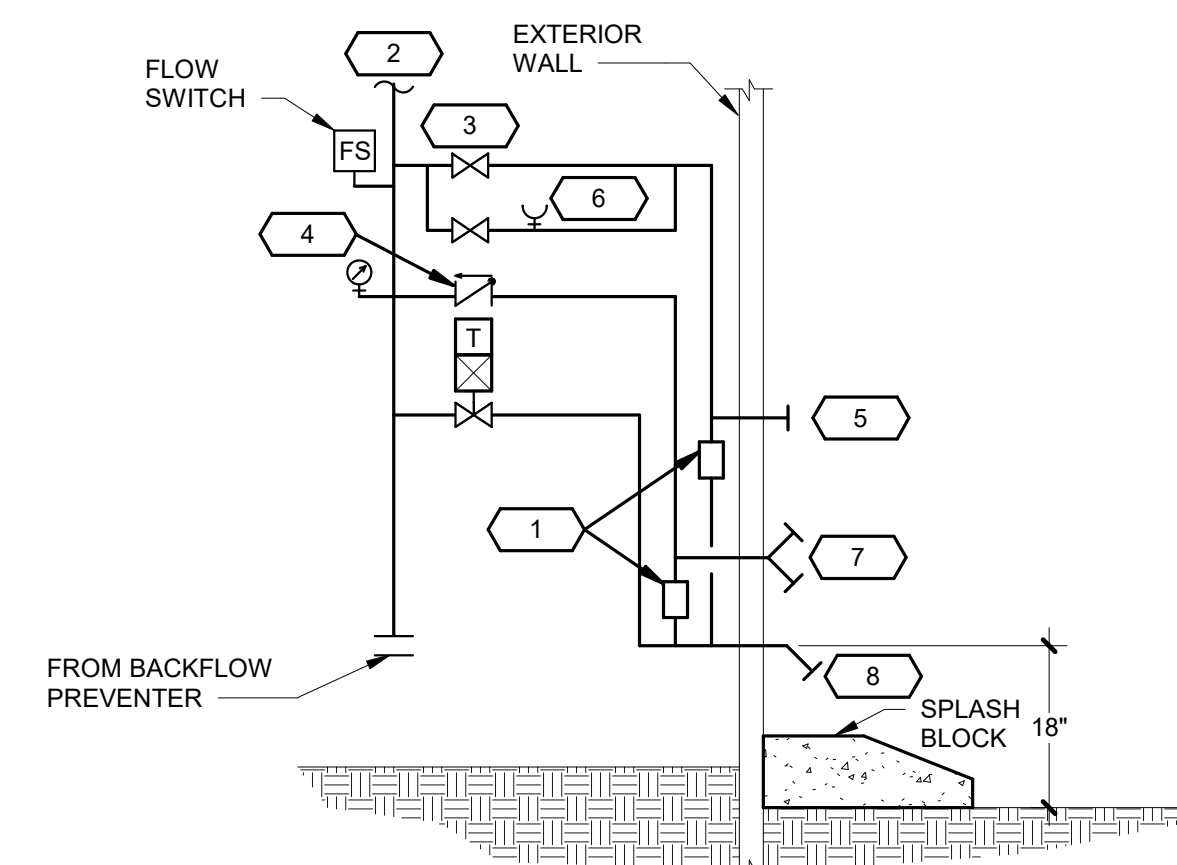 EXTERIOR
WALL
2
FLOW
SWITCH
3
FS
6
4
T
5
1
7
FROM BACKFLOW
PREVENTER
8
SPLASH
BLOCK
18"